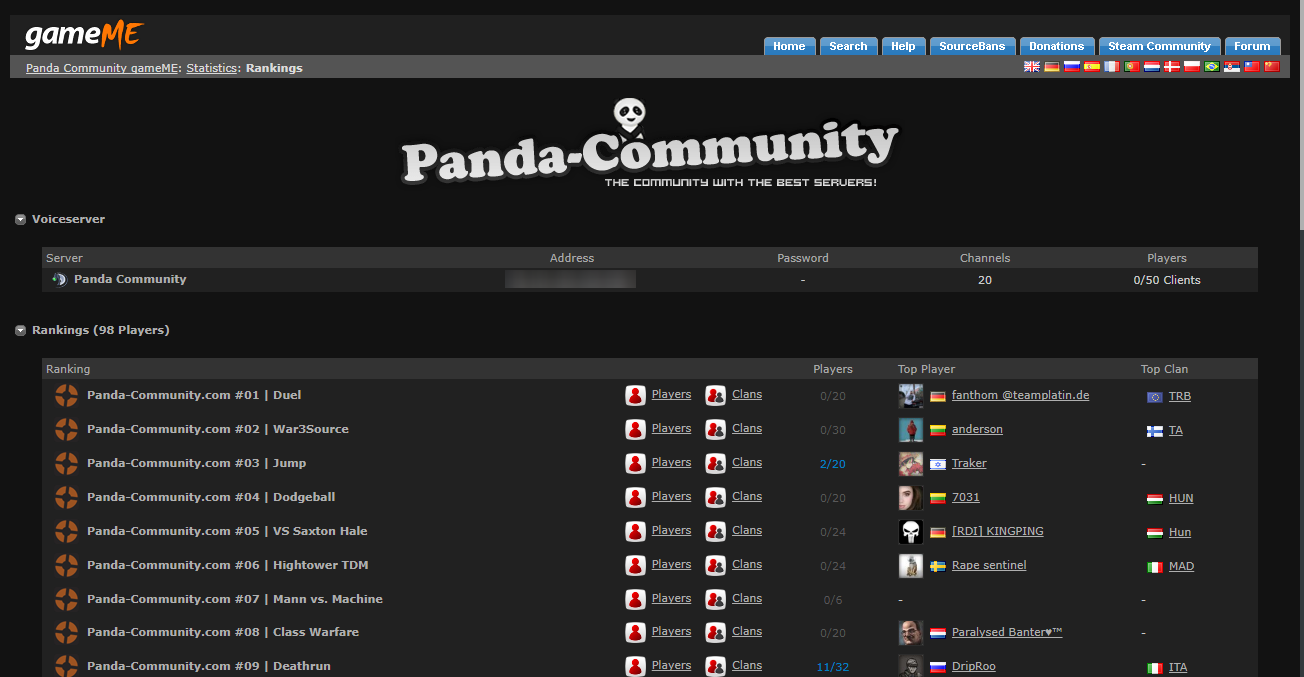 gameME
Home Search Help SourceBans Donations Steam Community Forum
Panda Community gameME: Statistics: Rankings
Panda-Community
THE COMMUNITY WITH THE BEST SERVERS!
Voiceserver
Server Address Password Channels Players
Panda Community - 20 0/50 Clients
Rankings (98 Players)
Ranking Players Top Player Top Clan
Panda-Community.com #01 | Duel Players Clans 0/20 fanthom @teamplatin.de TRB
Panda-Community.com #02 | War3Source Players Clans 0/30 anderson TA
Panda-Community.com #03 | Jump Players Clans 2/20 Traker -
Panda-Community.com #04 | Dodgeball Players Clans 0/20 7031 HUN
Panda-Community.com #05 | VS Saxton Hale Players Clans 0/24 [RDI] KINGPING Hun
Panda-Community.com #06 | Hightower TDM Players Clans 0/24 Rape sentinel MAD
Panda-Community.com #07 | Mann vs. Machine Players Clans 0/6 - -
Panda-Community.com #08 | Class Warfare Players Clans 0/20 Paralysed Banter♥™ -
Panda-Community.com #09 | Deathrun Players Clans 11/32 DripRoo ITA